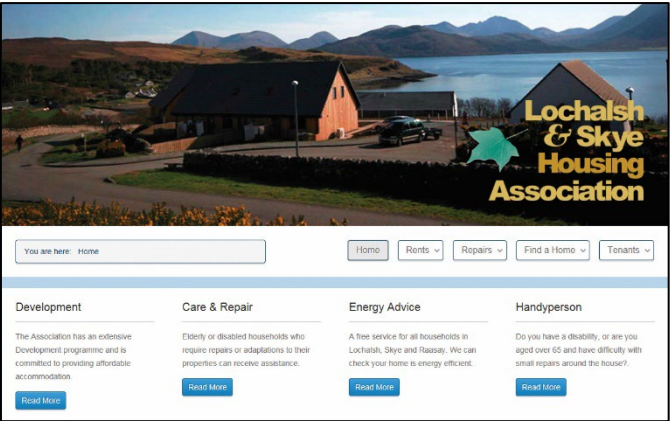 Lochalsh
& Skye
Housing
Association
You are here: Home
Home
Rents
Repairs
Find a Home
Tenants
Development
The Association has an extensive
Development programme and is
committed to providing affordable
accommodation.
Read More
Care & Repair
Elderly or disabled households who
require repairs or adaptations to their
properties can receive assistance.
Read More
Energy Advice
A free service for all households in
Lochalsh, Skye and Raasay. We can
check your home is energy efficient.
Read More
Handyperson
Do you have a disability, or are you
aged over 65 and have difficulty with
small repairs around the house?.
Read More